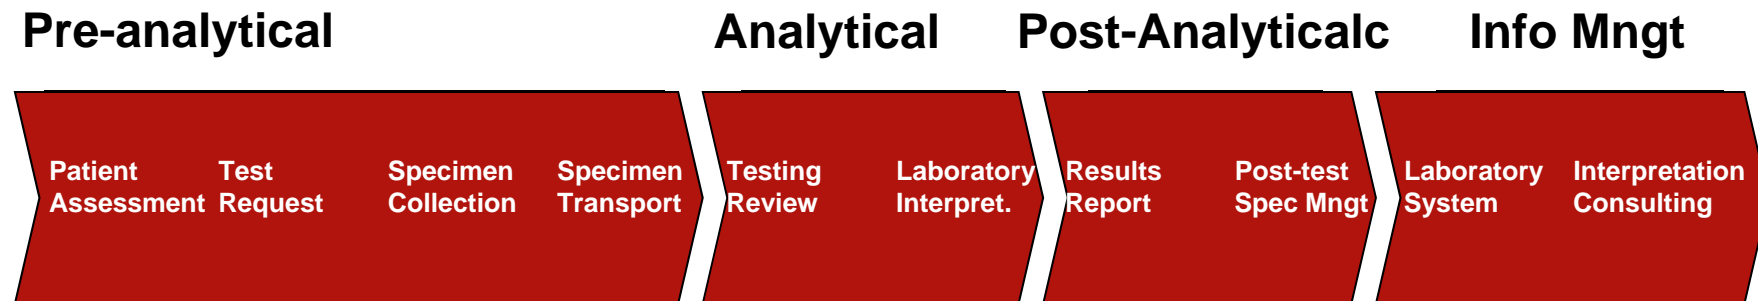 Pre-analytical
Analytical
Post-Analyticalc
Info Mngt
Patient
Assessment
Test
Request
Specimen
Collection
Specimen
Transport
Testing
Review
Laboratory
Interpret.
Results
Report
Post-test
Spec Mngt
Laboratory
System
Interpretation
Consulting